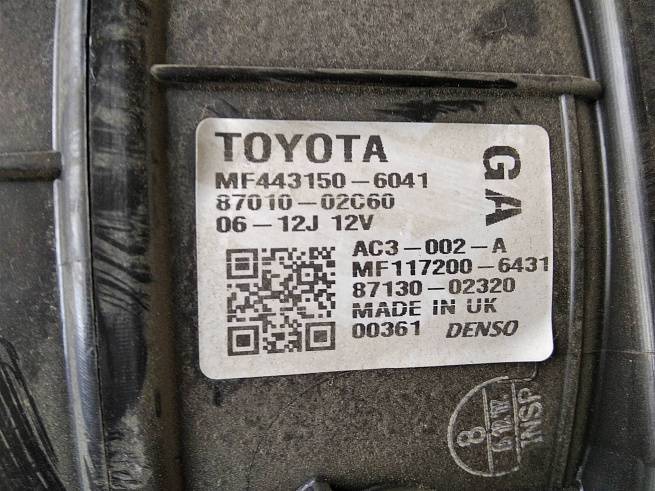 TOYOTA
MF443150-6041
87010-02C60
06-12J 12V
GA
AC3-002-A
MF117200-6431
87130-02320
MADE IN UK
00361 DENSO
8
INSP